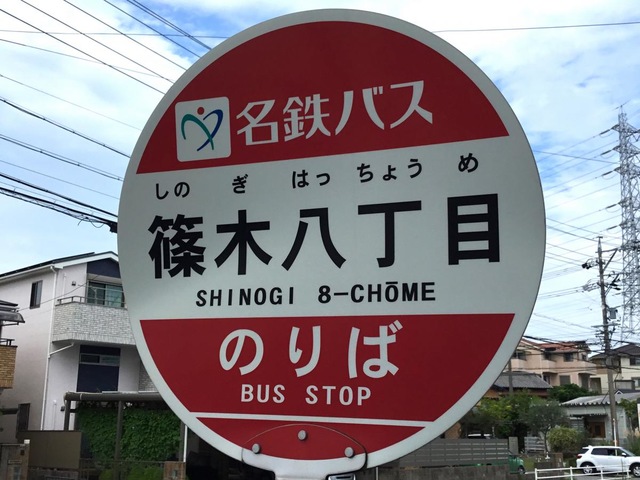 名鉄バス
しの ぎ はっ ちょう め
篠木八丁目
SHINOGI 8-CHŌME
のりば
BUS STOP